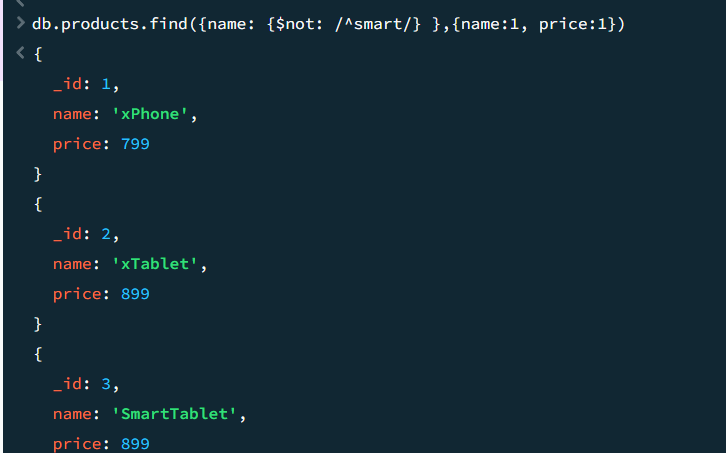 > db.products.find({name: {$not: /^smart/} },{name:1, price:1})
< {
_id: 1,
name: 'xPhone',
price: 799
}
{
_id: 2,
name: 'xTablet',
price: 899
}
{
_id: 3,
name: 'SmartTablet',
price: 899